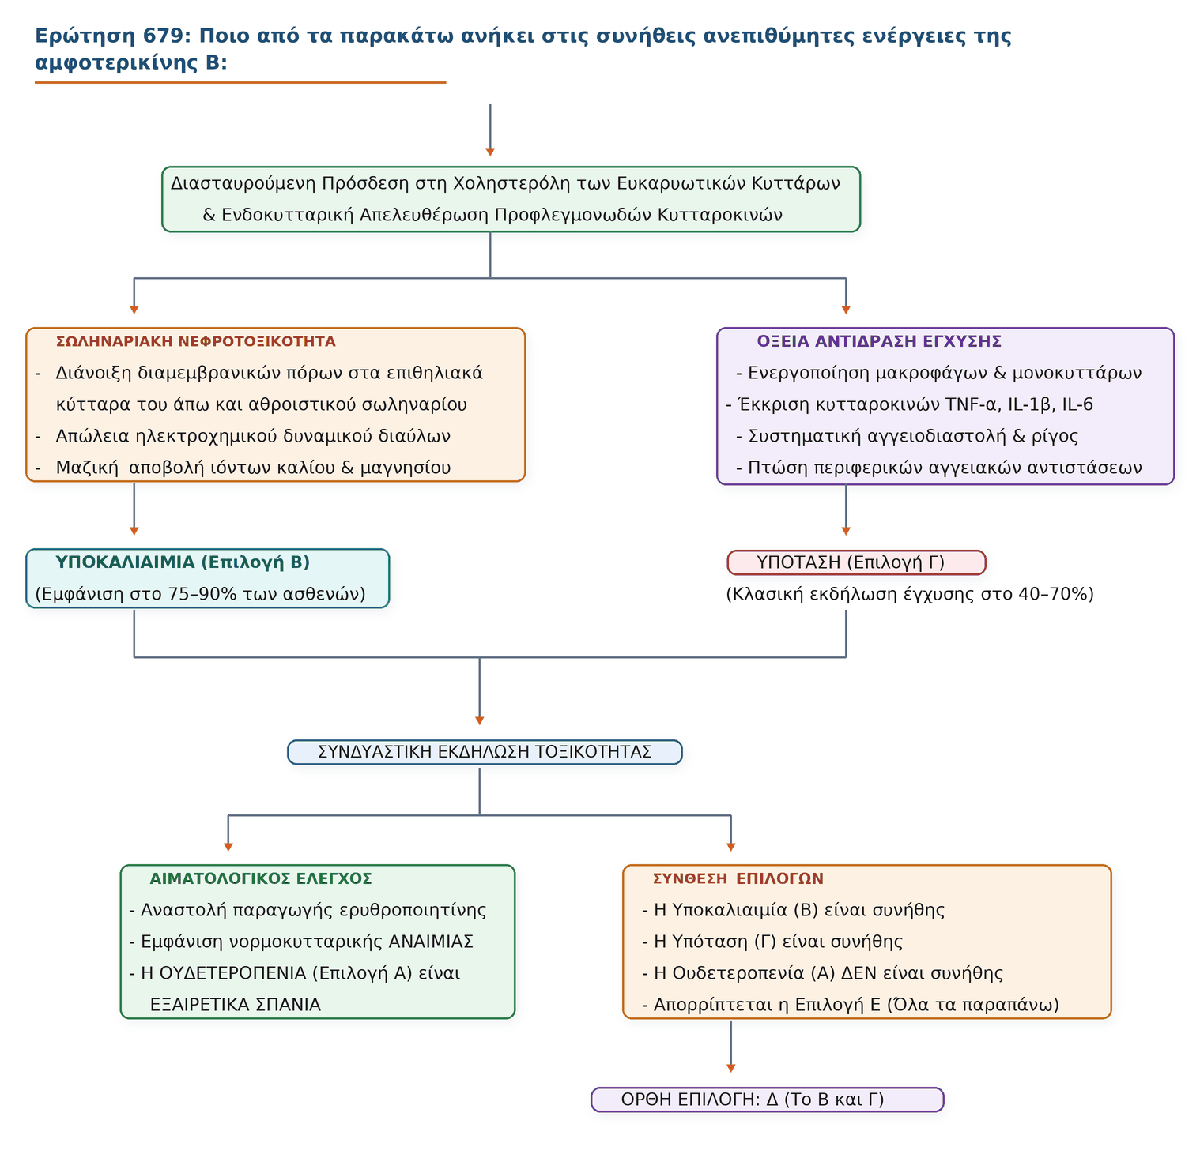 Ερώτηση 679: Ποιο από τα παρακάτω ανήκει στις συνήθεις ανεπιθύμητες ενέργειες της
αμφοτερικίνης Β:
Διασταυρούμενη Πρόσδεση στη Χοληστερόλη των Ευκαρυωτικών Κυττάρων
& Ενδοκυτταρική Απελευθέρωση Προφλεγμονωδών Κυτταροκινών
ΣΩΛΗΝΑΡΙΑΚΗ ΝΕΦΡΟΤΟΞΙΚΟΤΗΤΑ
- Διάνοιξη διαμεμβρανικών πόρων στα επιθηλιακά
κύτταρα του άπω και αθροιστικού σωληναρίου
- Απώλεια ηλεκτροχημικού δυναμικού διαύλων
- Μαζική αποβολή ιόντων καλίου & μαγνησίου
ΟΞΕΙΑ ΑΝΤΙΔΡΑΣΗ ΕΓΧΥΣΗΣ
- Ενεργοποίηση μακροφάγων & μονοκυττάρων
- Έκκριση κυτταροκινών TNF-α, IL-1β, IL-6
- Συστηματική αγγειοδιαστολή & ρίγος
- Πτώση περιφερικών αγγειακών αντιστάσεων
ΥΠΟΚΑΛΙΑΙΜΙΑ (Επιλογή Β)
(Εμφάνιση στο 75–90% των ασθενών)
ΥΠΟΤΑΣΗ (Επιλογή Γ)
(Κλασική εκδήλωση έγχυσης στο 40–70%)
ΣΥΝΔΥΑΣΤΙΚΗ ΕΚΔΗΛΩΣΗ ΤΟΞΙΚΟΤΗΤΑΣ
ΑΙΜΑΤΟΛΟΓΙΚΟΣ ΕΛΕΓΧΟΣ
- Αναστολή παραγωγής ερυθροποιητίνης
- Εμφάνιση νορμοκυτταρικής ΑΝΑΙΜΙΑΣ
- Η ΟΥΔΕΤΕΡΟΠΕΝΙΑ (Επιλογή Α) είναι
ΕΞΑΙΡΕΤΙΚΑ ΣΠΑΝΙΑ
ΣΥΝΘΕΣΗ ΕΠΙΛΟΓΩΝ
- Η Υποκαλιαιμία (Β) είναι συνήθης
- Η Υπόταση (Γ) είναι συνήθης
- Η Ουδετεροπενία (Α) ΔΕΝ είναι συνήθης
- Απορρίπτεται η Επιλογή Ε (Όλα τα παραπάνω)
ΟΡΘΗ ΕΠΙΛΟΓΗ: Δ (Το Β και Γ)